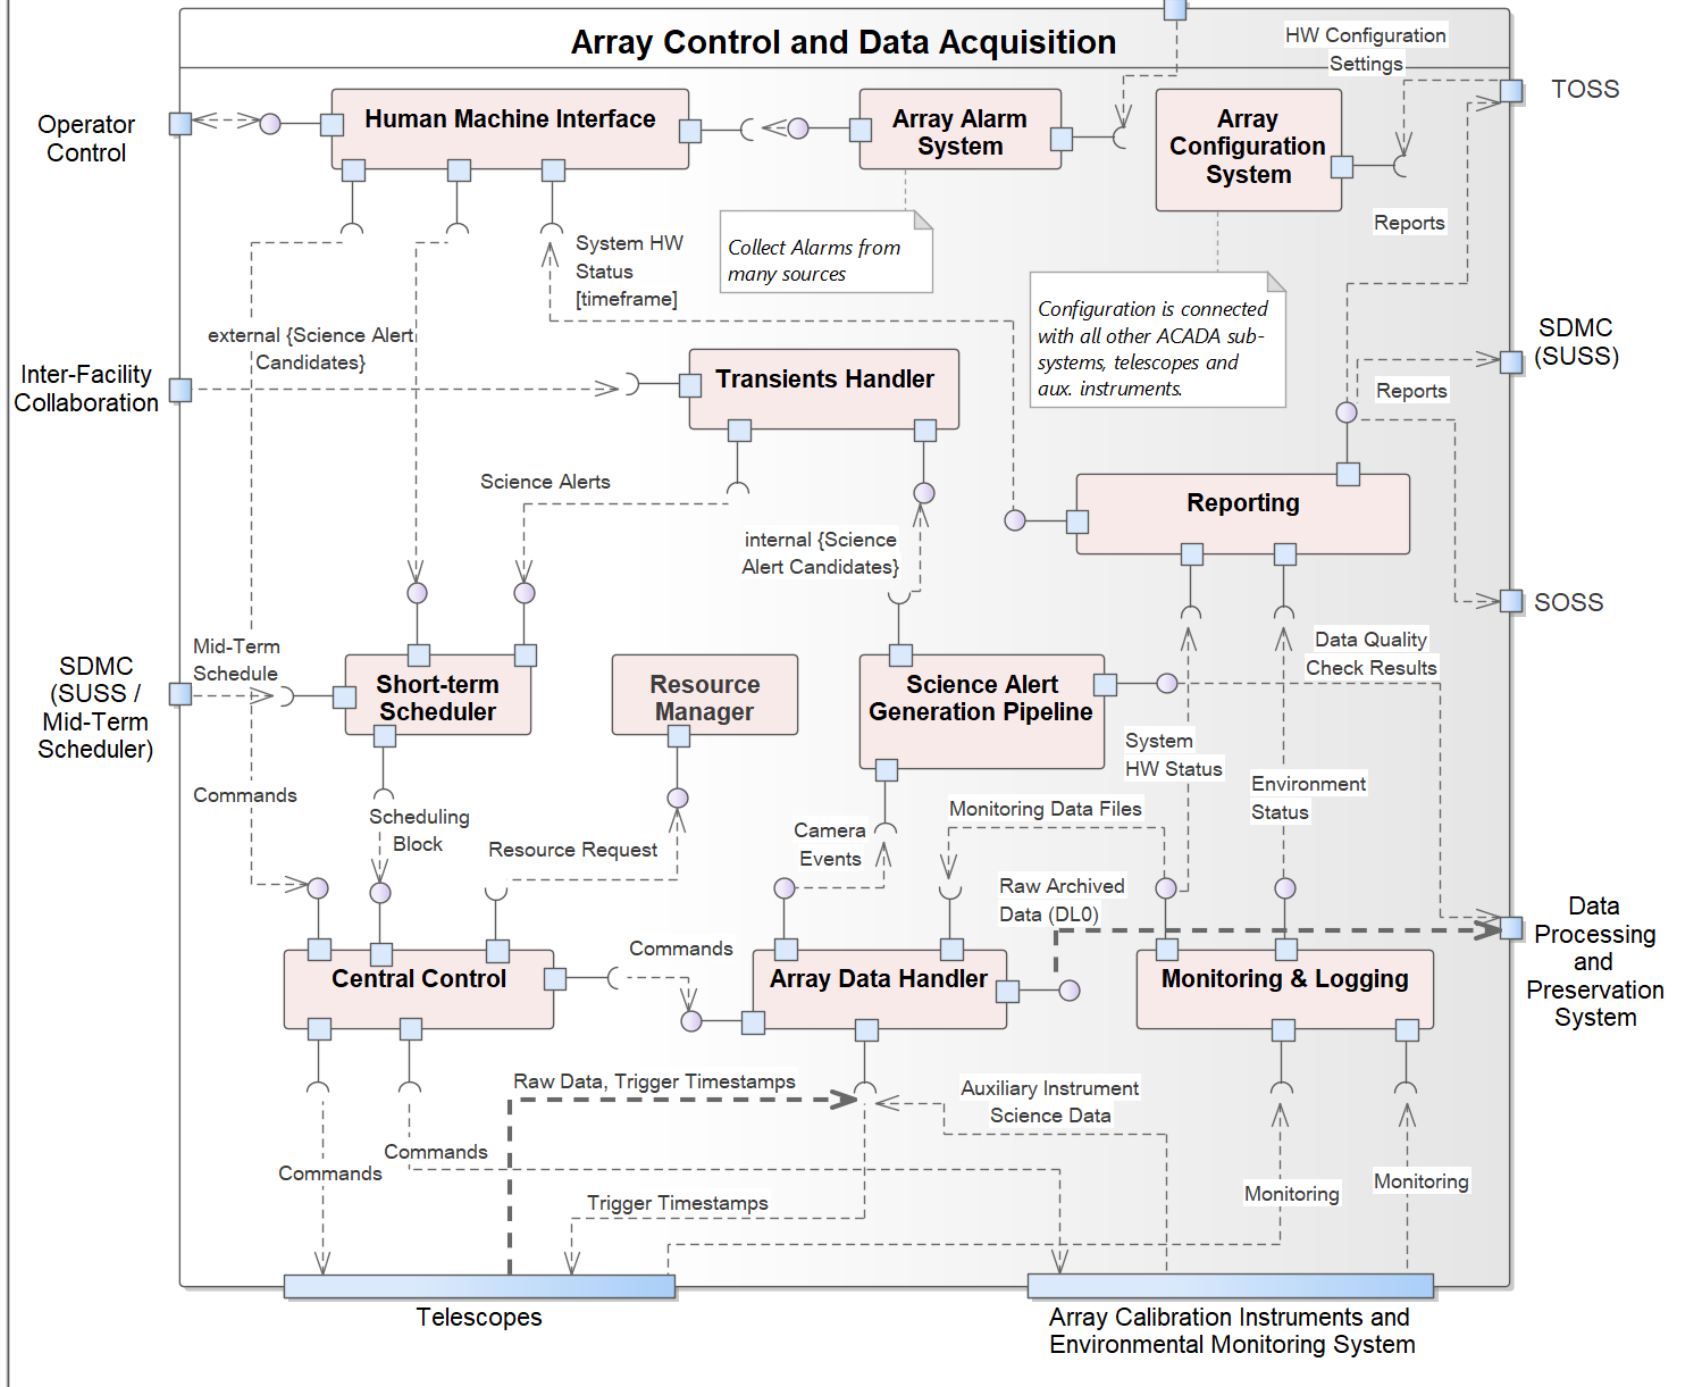 Array Control and Data Acquisition
HW Configuration
Settings
TOSS
Operator
Control
Human Machine Interface
Array Alarm
System
Array
Configuration
System
Reports
Collect Alarms from
many sources
System HW
Status
[timeframe]
Configuration is connected
with all other ACADA sub-
systems, telescopes and
aux. instruments.
external {Science Alert
Candidates}
SDMC
(SUSS)
Inter-Facility
Collaboration
Transients Handler
Reports
Science Alerts
Reporting
internal {Science
Alert Candidates}
SOSS
Mid-Term
Schedule
Data Quality
Check Results
SDMC
(SUSS /
Mid-Term
Scheduler)
Short-term
Scheduler
Resource
Manager
Science Alert
Generation Pipeline
System
HW Status
Environment
Status
Commands
Scheduling
Block
Resource Request
Camera
Events
Monitoring Data Files
Raw Archived
Data (DL0)
Data
Processing
and
Preservation
System
Central Control
Commands
Array Data Handler
Monitoring & Logging
Raw Data, Trigger Timestamps
Auxiliary Instrument
Science Data
Commands
Commands
Trigger Timestamps
Monitoring
Monitoring
Telescopes
Array Calibration Instruments and
Environmental Monitoring System